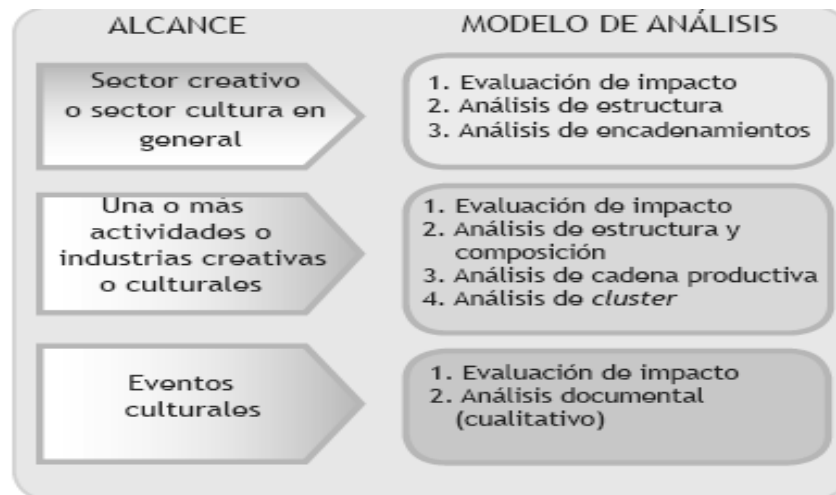 ALCANCE
MODELO DE ANÁLISIS
Sector creativo
o sector cultura en
general
1. Evaluación de impacto
2. Análisis de estructura
3. Análisis de encadenamientos
Una o más
actividades o
industrias creativas
o culturales
1. Evaluación de impacto
2. Análisis de estructura y
composición
3. Análisis de cadena productiva
4. Análisis de cluster
Eventos
culturales
1. Evaluación de impacto
2. Análisis documental
(cualitativo)